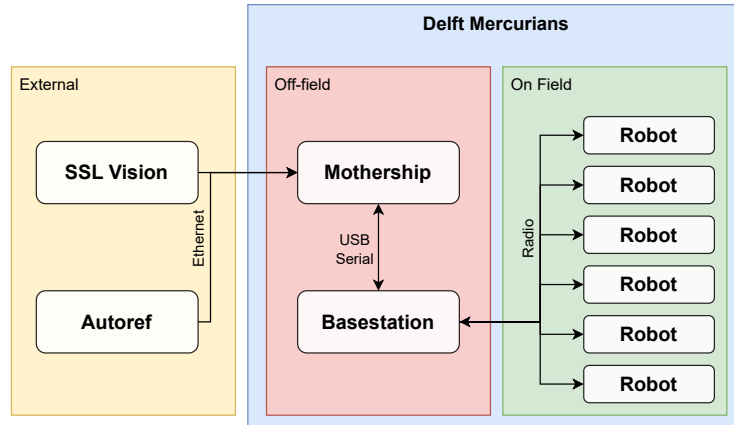 Delft Mercurians
External
SSL Vision
Ethernet
Autoref
Off-field
Mothership
USB
Serial
Basestation
On Field
Radio
Robot
Robot
Robot
Robot
Robot
Robot